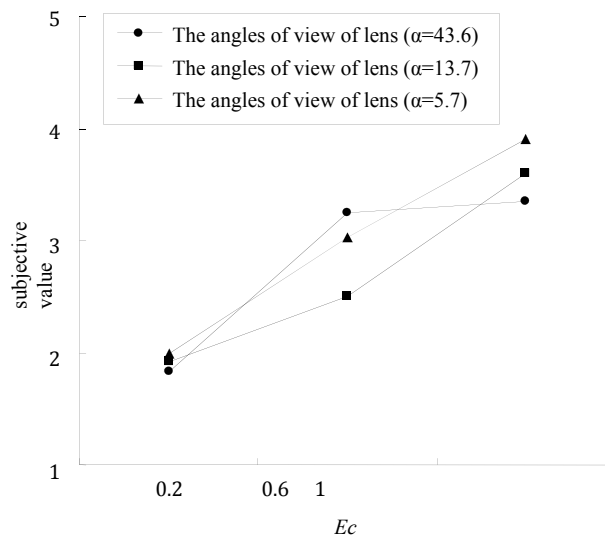 5
The angles of view of lens (α=43.6)
The angles of view of lens (α=13.7)
The angles of view of lens (α=5.7)
4
3
subjective
value
2
1
0.2 0.6 1
Ec